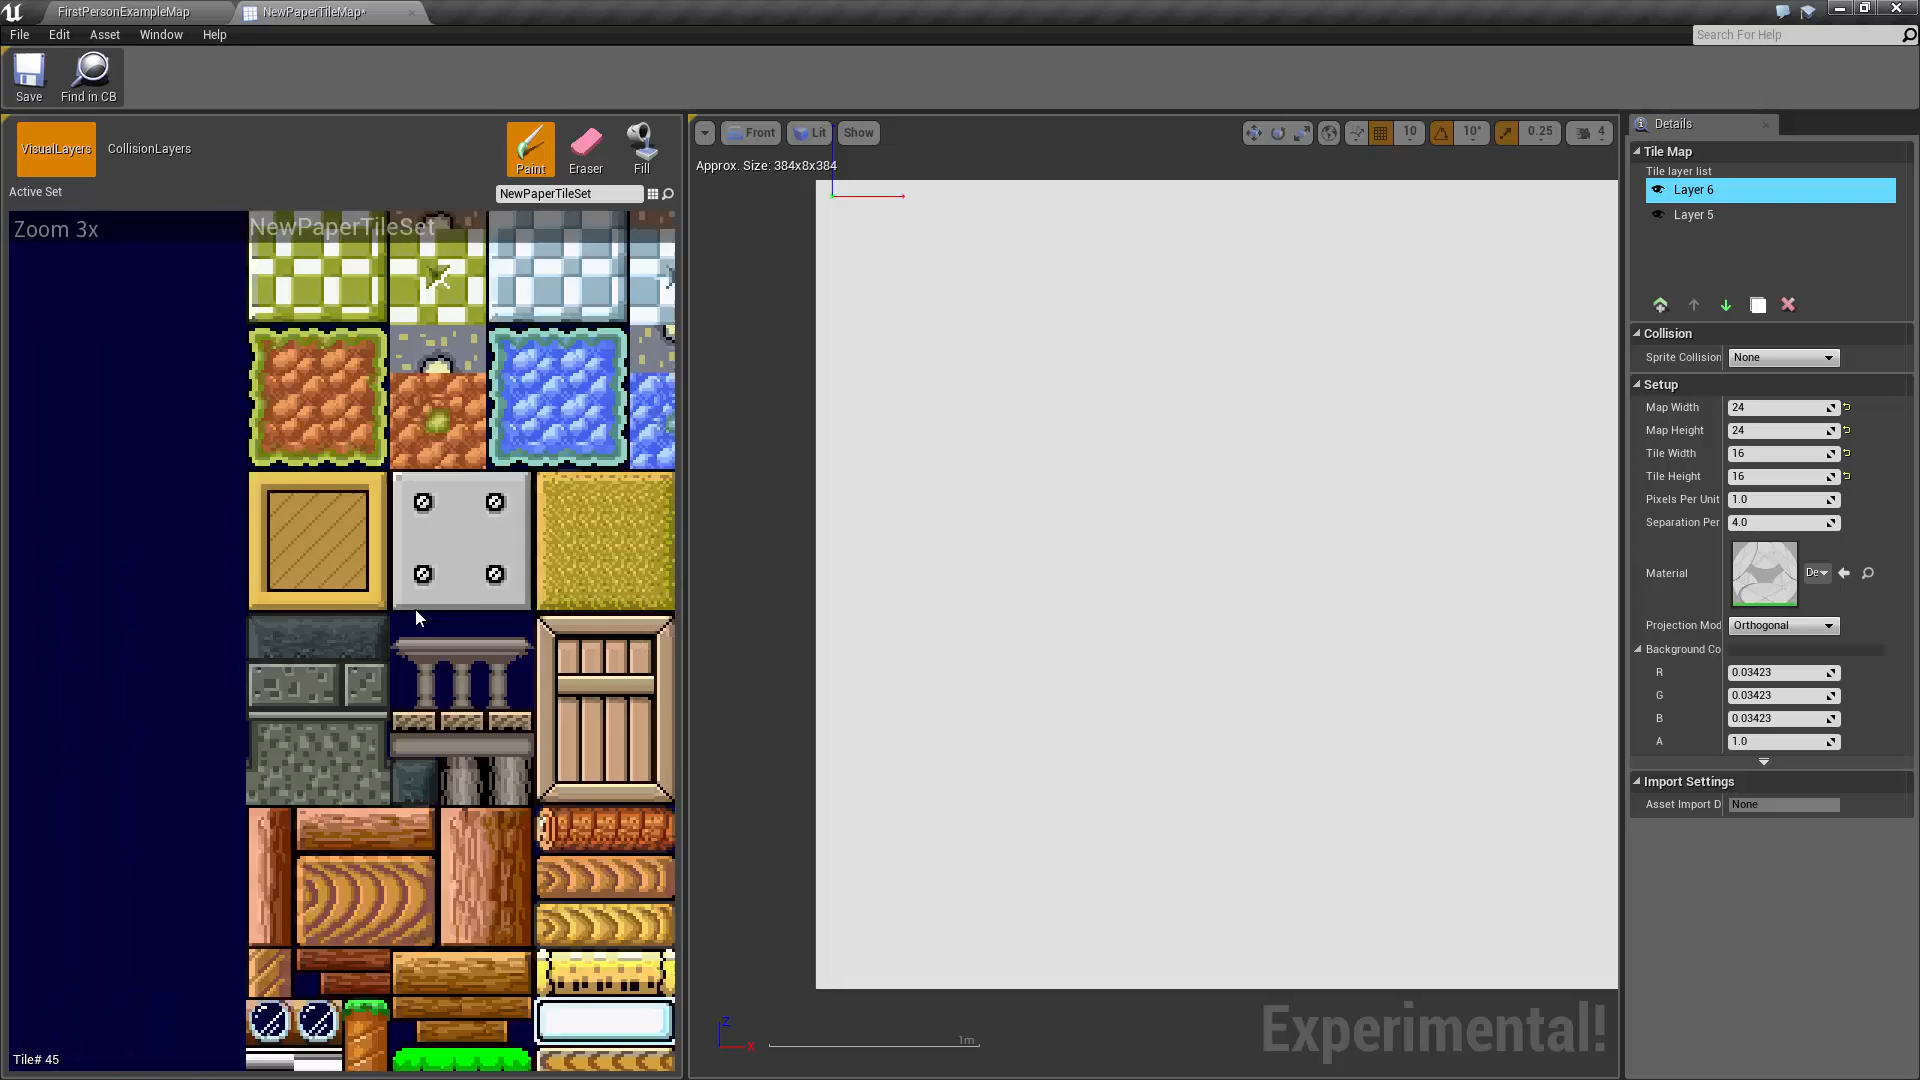 FirstPersonExampleMap
NewPaperTileMap*
File Edit Asset Window Help
Search For Help
Save
Find in CB
VisualLayers
CollisionLayers
Paint
Eraser
Fill
Active Set
NewPaperTileSet
Zoom 3x
NewPaperTileSet
Tile# 45
Front
Lit
Show
10
10°
0.25
4
Approx. Size: 384x8x384
Z
X
1m
Experimental!
Details
Tile Map
Tile layer list
Layer 6
Layer 5
Collision
Sprite Collision None
Setup
Map Width 24
Map Height 24
Tile Width 16
Tile Height 16
Pixels Per Unit 1.0
Separation Per 4.0
Material De
Projection Mod Orthogonal
Background Co
R 0.03423
G 0.03423
B 0.03423
A 1.0
Import Settings
Asset Import D None